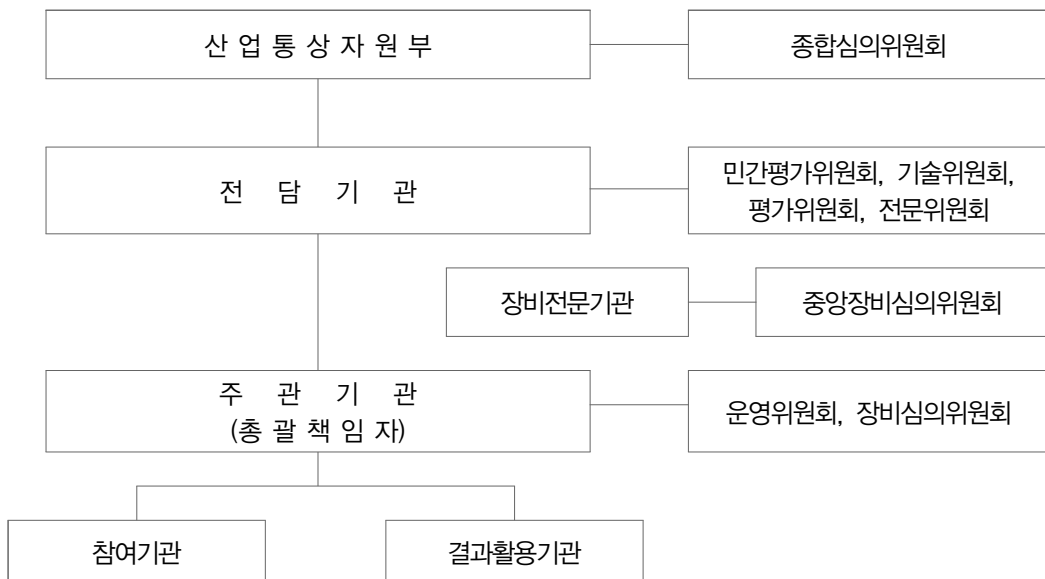 산업통상자원부
종합심의위원회
전담기관
민간평가위원회, 기술위원회,
평가위원회, 전문위원회
장비전문기관
중앙장비심의위원회
주관기관
(총괄책임자)
운영위원회, 장비심의위원회
참여기관
결과활용기관